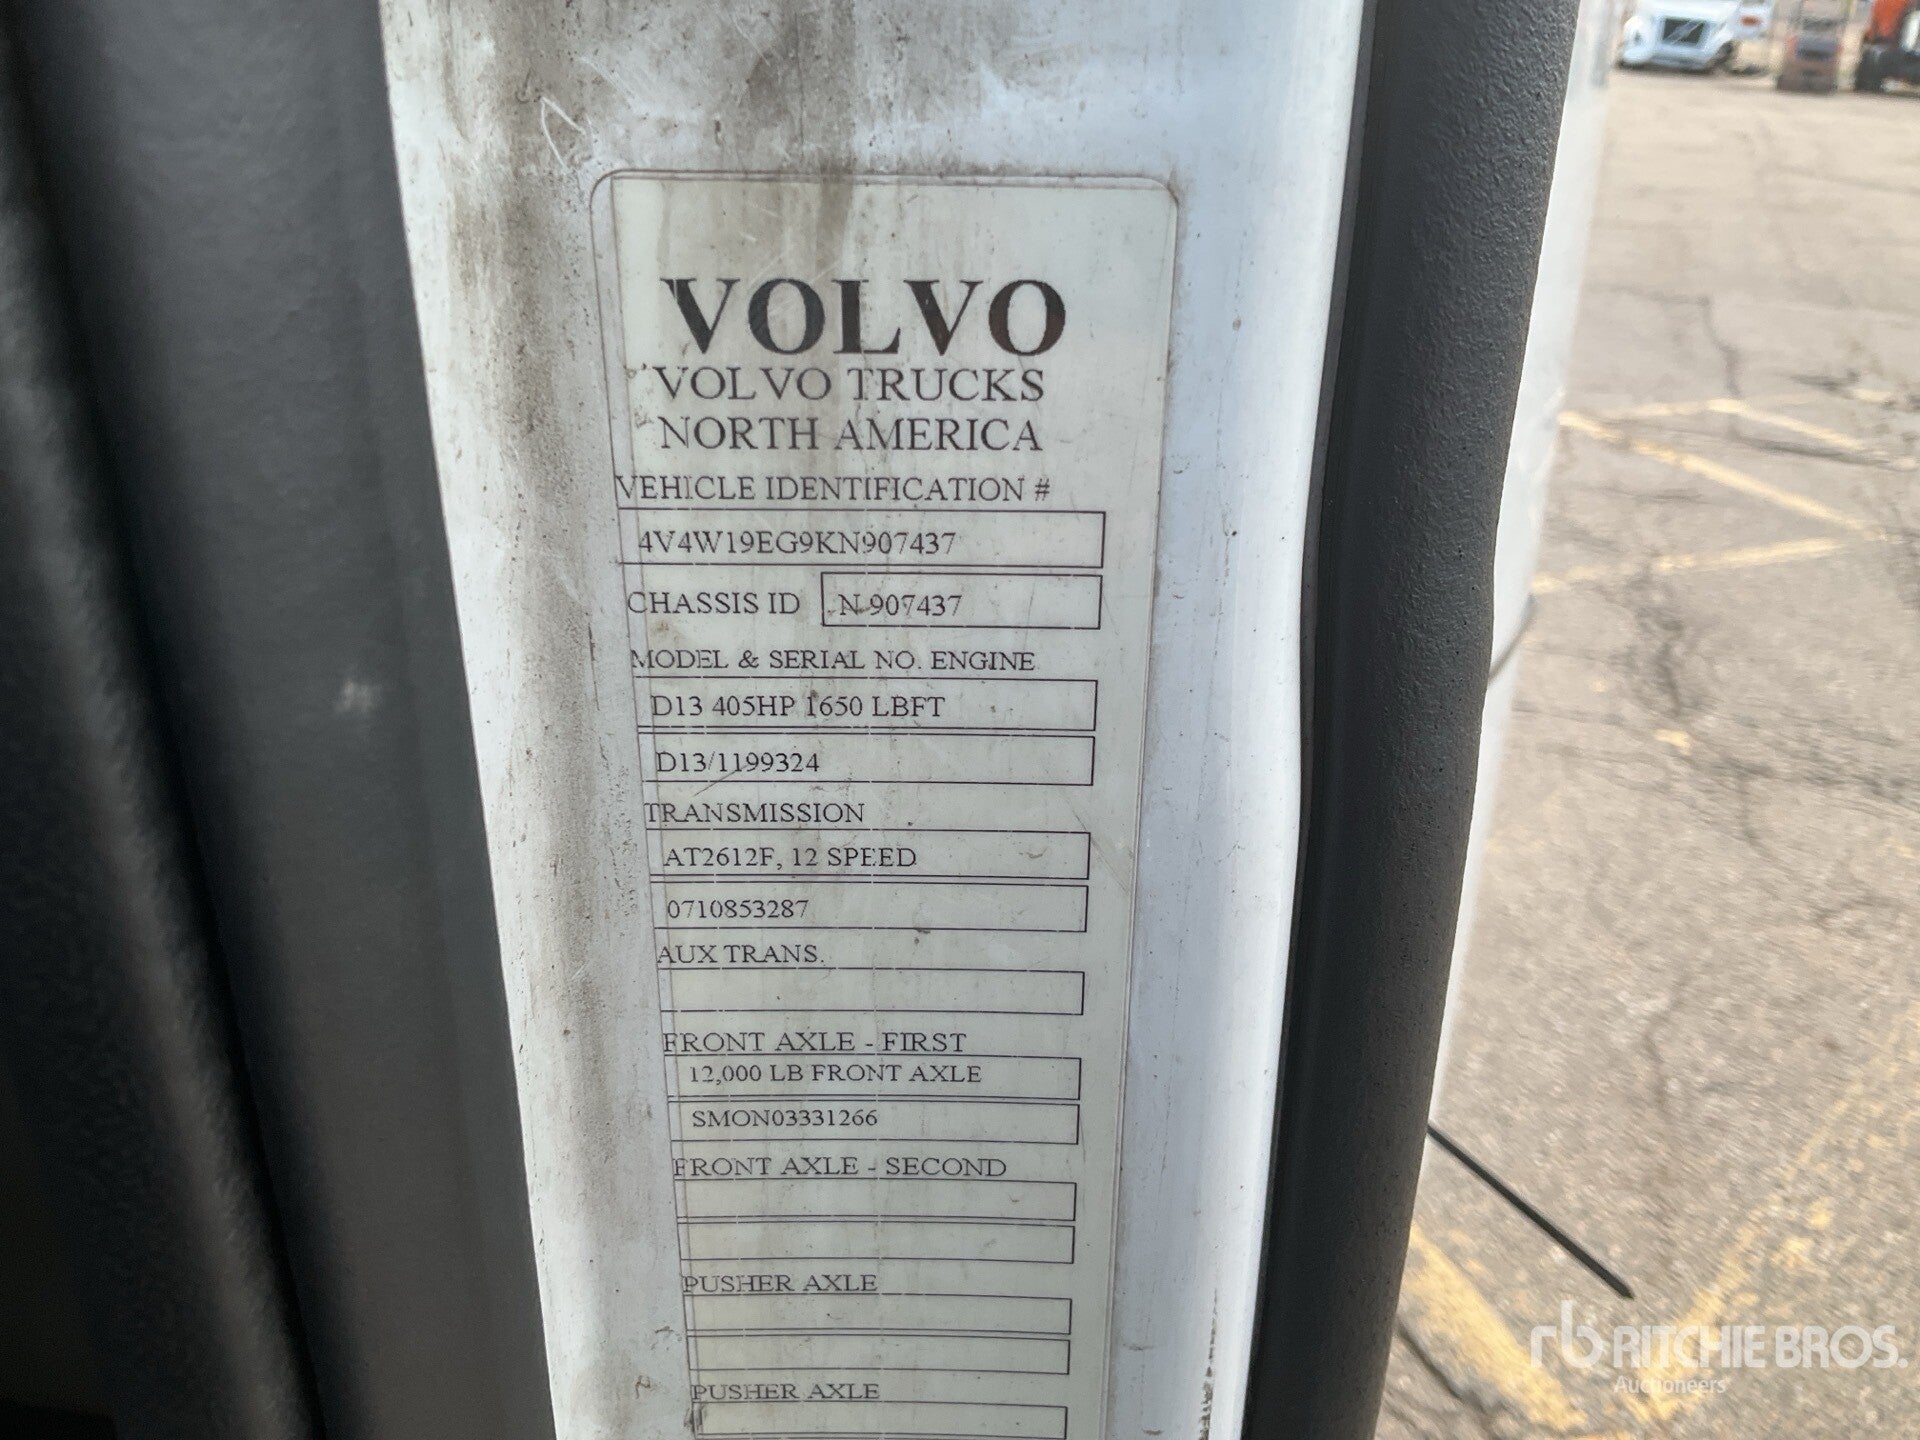 VOLVO
VOLVO TRUCKS
NORTH AMERICA
VEHICLE IDENTIFICATION #
4V4W19EG9KN907437
CHASSIS ID N 907437
MODEL & SERIAL NO. ENGINE
D13 405HP 1650 LBFT
D13/1199324
TRANSMISSION
AT2612F, 12 SPEED
0710853287
AUX TRANS.
FRONT AXLE - FIRST
12,000 LB FRONT AXLE
SMON03331266
FRONT AXLE - SECOND
PUSHER AXLE
PUSHER AXLE
rb RITCHIE BROS.
Auctioneers